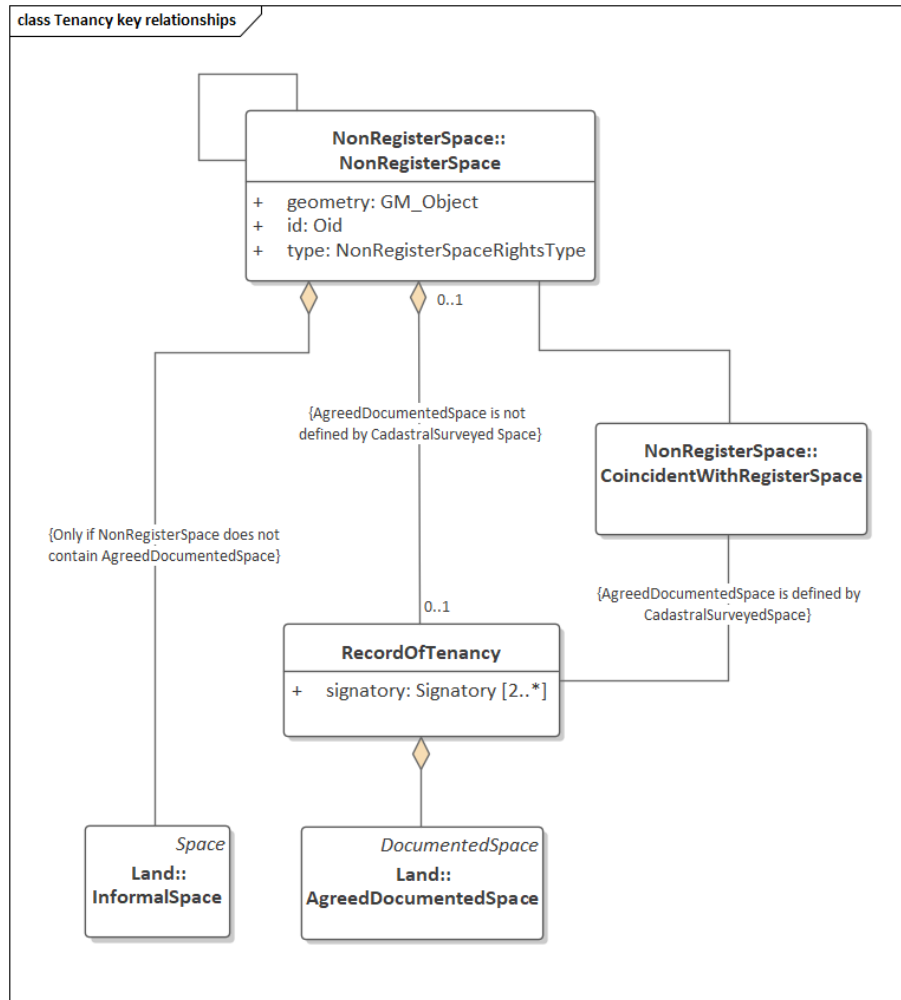 class Tenancy key relationships
NonRegisterSpace::
NonRegisterSpace
+ geometry: GM_Object
+ id: Oid
+ type: NonRegisterSpaceRightsType
0..1
{AgreedDocumentedSpace is not
defined by CadastralSurveyed Space}
NonRegisterSpace::
CoincidentWithRegisterSpace
{Only if NonRegisterSpace does not
contain AgreedDocumentedSpace}
{AgreedDocumentedSpace is defined by
CadastralSurveyedSpace}
0..1
RecordOfTenancy
+ signatory: Signatory [2..*]
Space
Land::
InformalSpace
DocumentedSpace
Land::
AgreedDocumentedSpace